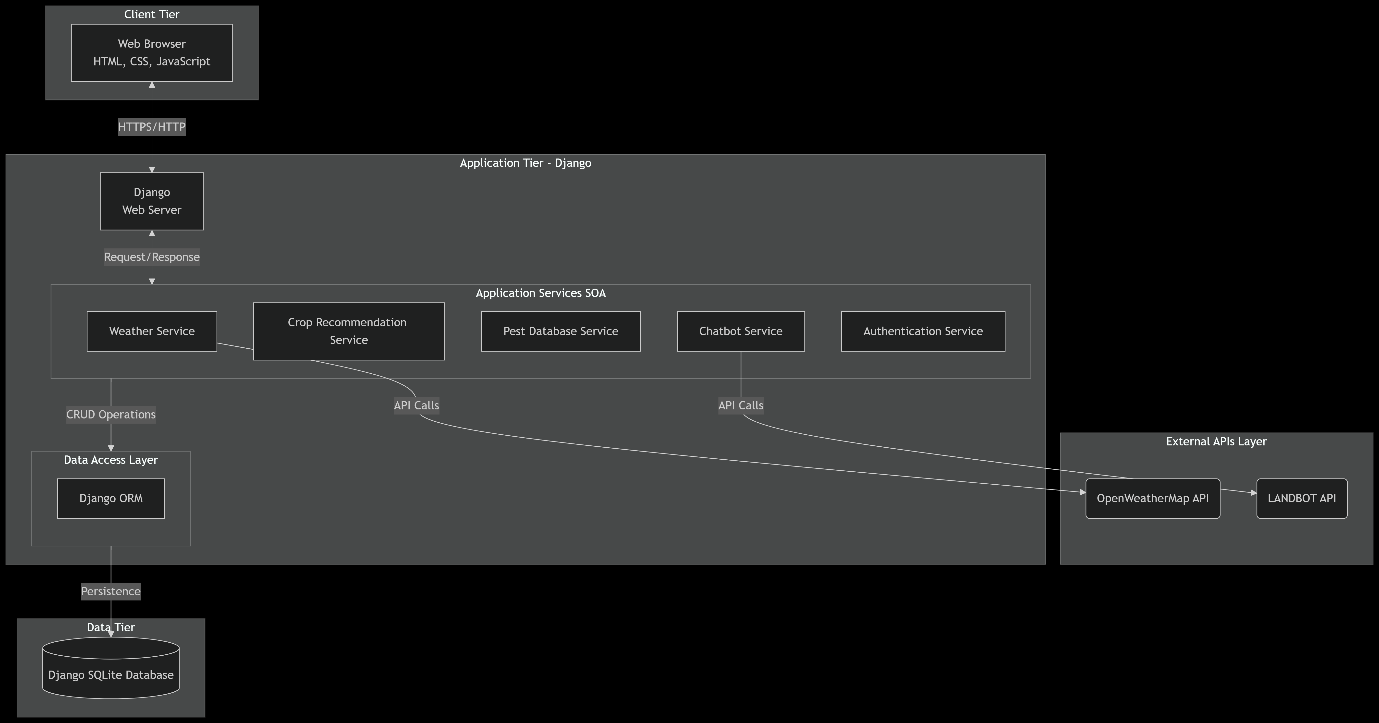 Client Tier
Web Browser
HTML, CSS, JavaScript
HTTPS/HTTP
Application Tier - Django
Django
Web Server
Request/Response
Application Services SOA
Weather Service
Crop Recommendation
Service
Pest Database Service
Chatbot Service
Authentication Service
CRUD Operations
API Calls
API Calls
Data Access Layer
Django ORM
External APIs Layer
OpenWeatherMap API
LANDBOT API
Persistence
Data Tier
Django SQLite Database